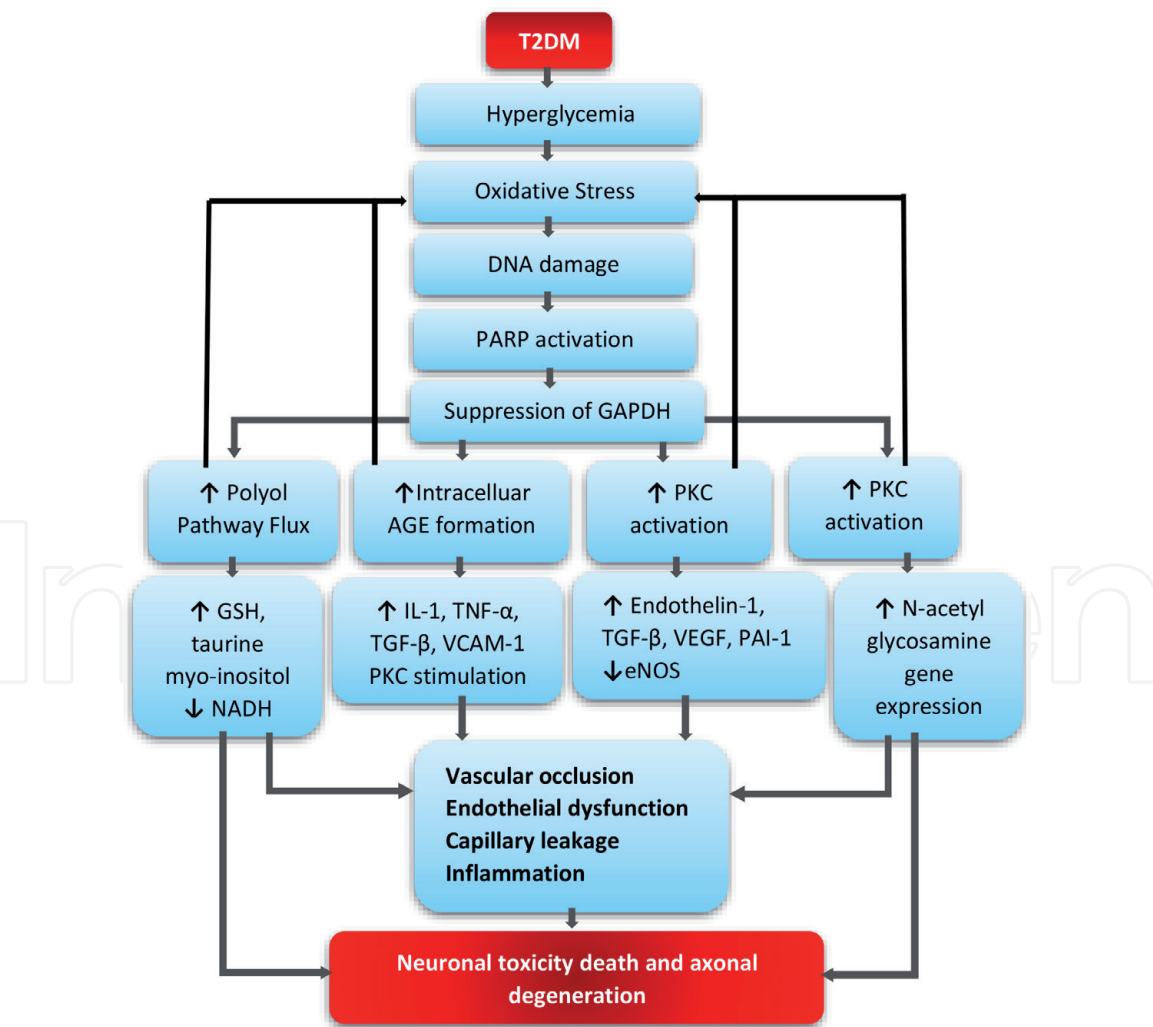 T2DM
Hyperglycemia
Oxidative Stress
DNA damage
PARP activation
Suppression of GAPDH
↑ Polyol
Pathway Flux
↑Intracelluar
AGE formation
↑ PKC
activation
↑ PKC
activation
↑ GSH,
taurine
myo-inositol
↓ NADH
↑ IL-1, TNF-α,
TGF-β, VCAM-1
PKC stimulation
↑ Endothelin-1,
TGF-β, VEGF, PAI-1
↓eNOS
↑ N-acetyl
glycosamine
gene
expression
Vascular occlusion
Endothelial dysfunction
Capillary leakage
Inflammation
Neuronal toxicity death and axonal
degeneration